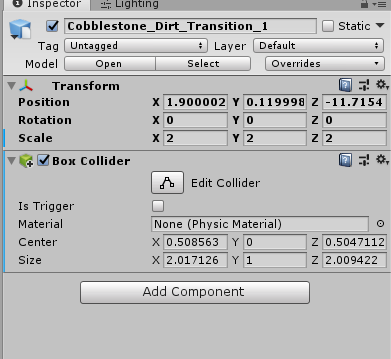 Inspector Lighting
Cobblestone_Dirt_Transition_1 Static
Tag Untagged Layer Default
Model Open Select Overrides
Transform
Position X 1.900002 Y 0.119998 Z -11.7154
Rotation X 0 Y 0 Z 0
Scale X 2 Y 2 Z 2
Box Collider
Edit Collider
Is Trigger
Material None (Physic Material)
Center X 0.508563 Y 0 Z 0.5047112
Size X 2.017126 Y 1 Z 2.009422
Add Component